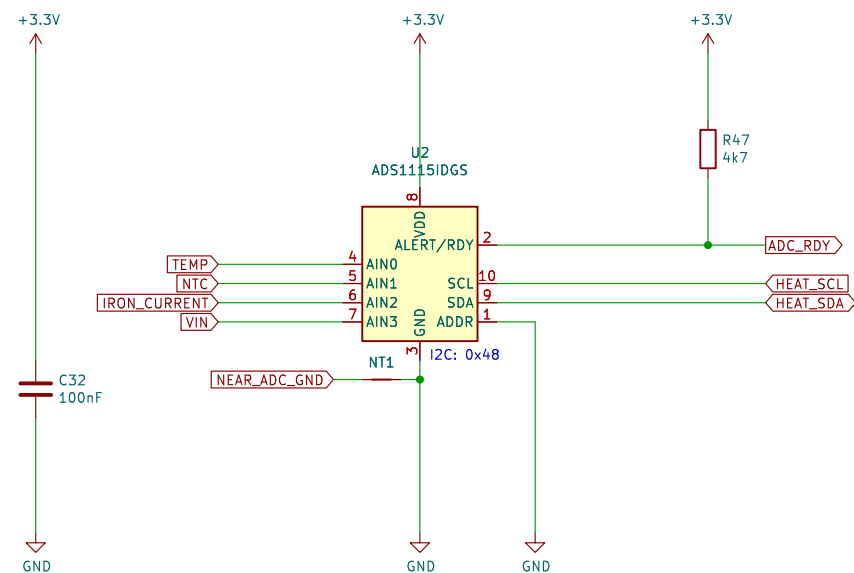 +3.3V
+3.3V
+3.3V
R47
4k7
U2
ADS1115IDGS
8
VDD
2
ALERT/RDY
ADC_RDY
TEMP
4
AIN0
NTC
5
AIN1
10
SCL
HEAT_SCL
IRON_CURRENT
6
AIN2
9
SDA
HEAT_SDA
VIN
7
AIN3
GND
1
ADDR
3
I2C: 0x48
NT1
NEAR_ADC_GND
C32
100nF
GND
GND
GND